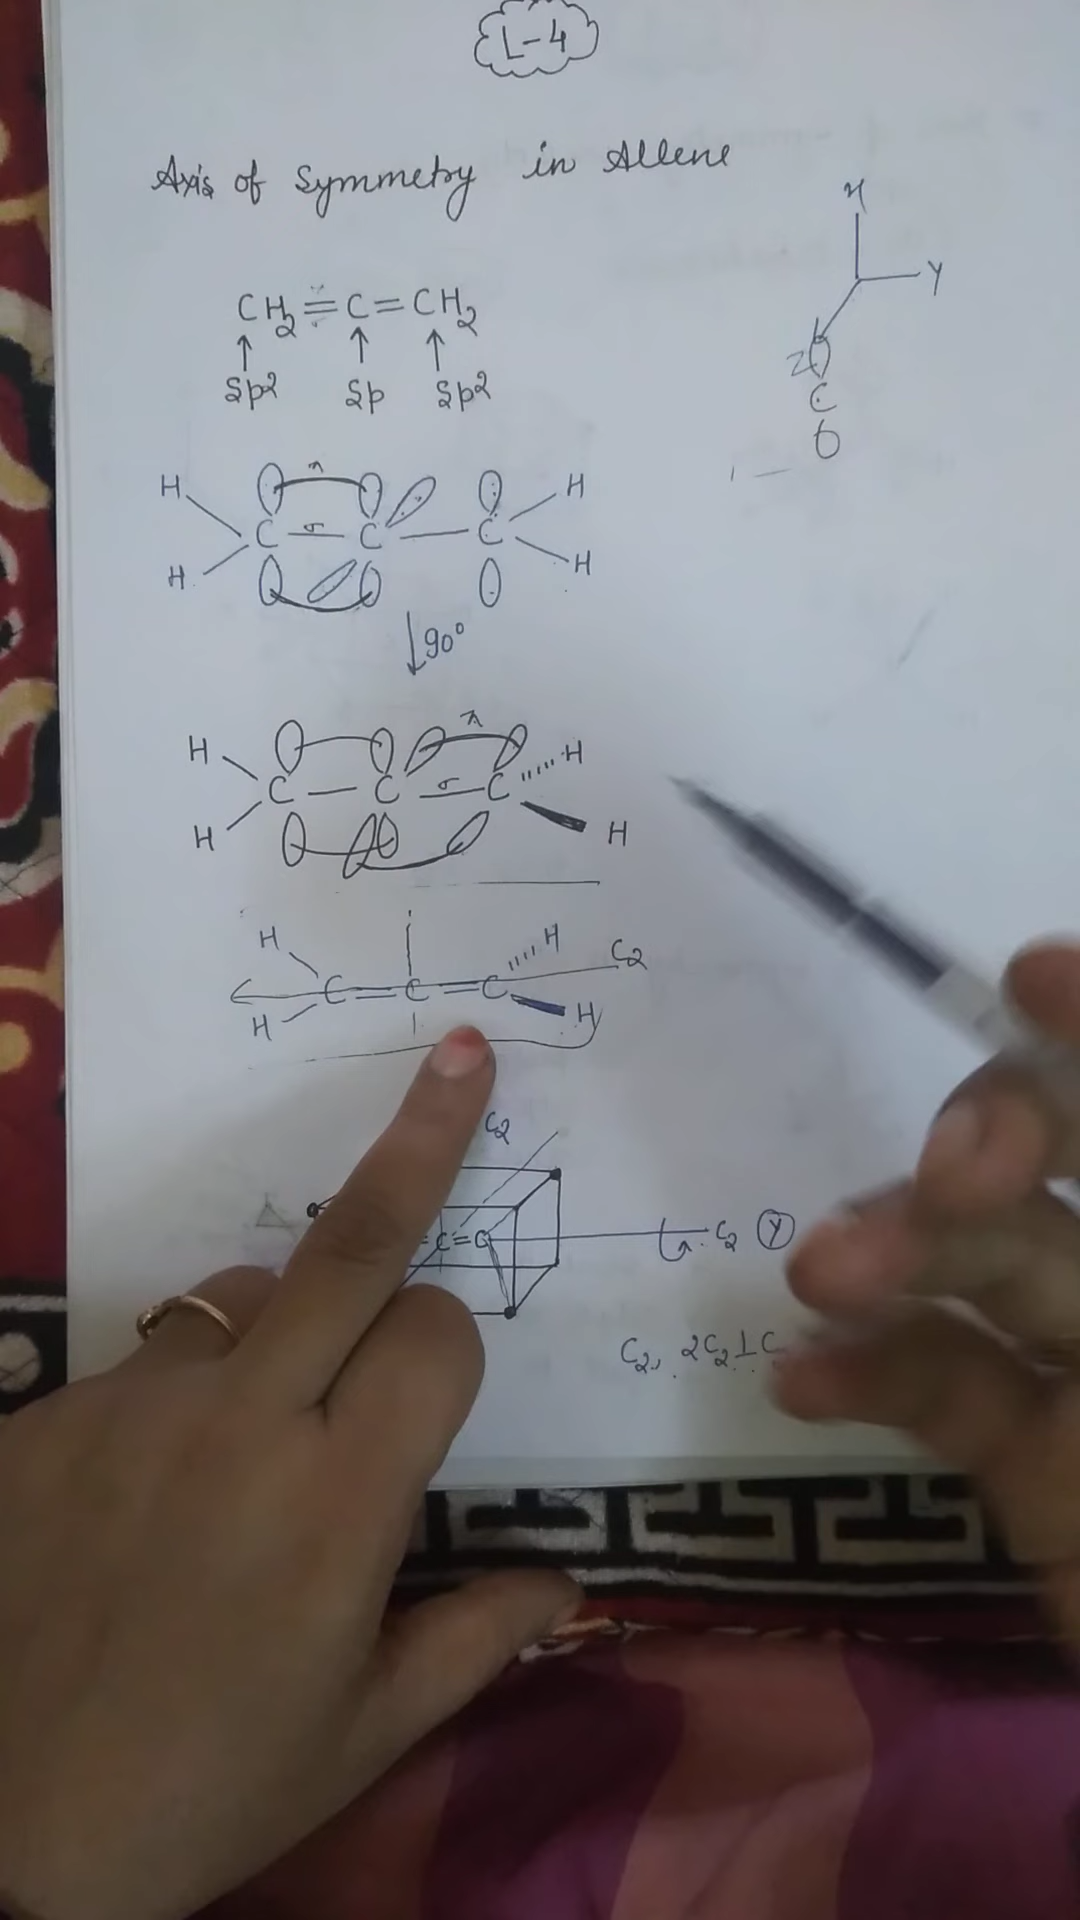 L-4
Axis of Symmetry in Allene
X
Y
Z
CH2=C=CH2
Sp2 Sp Sp2
C
H π H
C σ C C
H H
90°
H π H
C C σ C
H H
H H C2
C=C=C
H H
C2
=C=C C2 Y
C2, 2C2⊥C